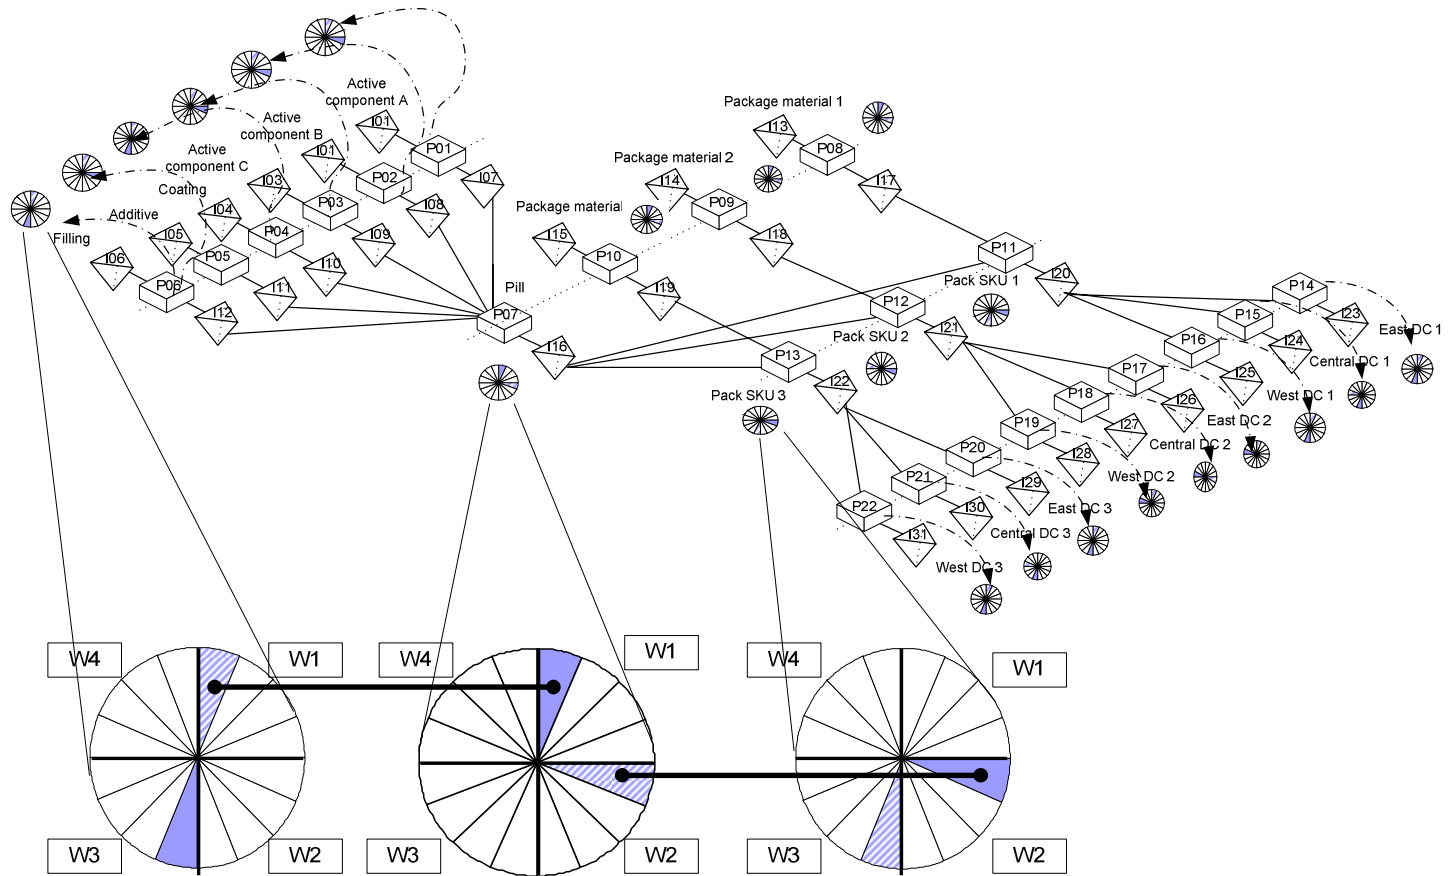 Package material 1
Active
component A
I01
I13
P08
Active
component B
I01
P01
Package material 2
I17
Active
component C
I03
P02
I07
I14
P09
Coating
I04
P03
I08
Package material
I18
P11
Additive
I05
P04
I09
I15
P10
I20
Filling
I06
P05
I10
I19
Pack SKU 1
P14
P06
I11
Pill
P07
P12
P15
I23
East DC 1
I12
I16
I21
Pack SKU 2
P16
I24
Central DC 1
P13
P17
I25
West DC 1
I22
Pack SKU 3
P18
I26
East DC 2
P19
I27
Central DC 2
P20
I28
West DC 2
P21
I29
East DC 3
P22
I30
Central DC 3
I31
West DC 3
W4
W1
W4
W1
W4
W1
W3
W2
W3
W2
W3
W2